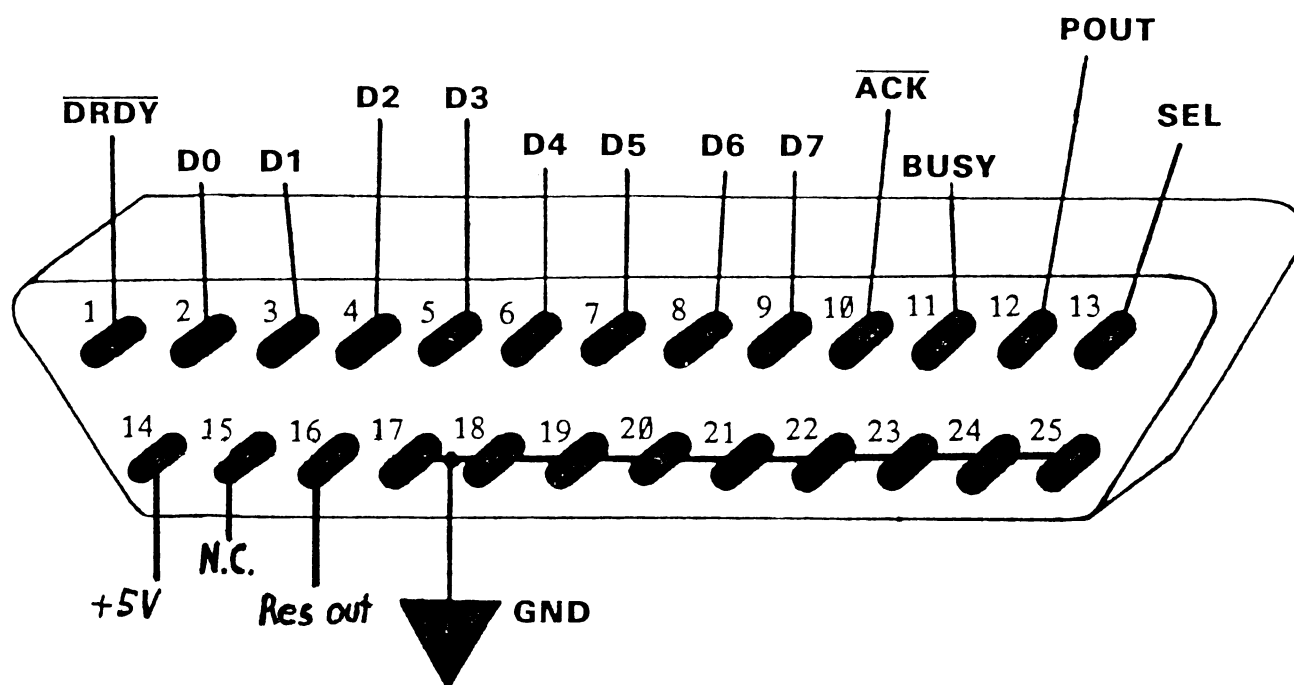 POUT
D̅R̅D̅Y̅ D2 D3 A̅C̅K̅ SEL
D0 D1 D4 D5 D6 D7 BUSY
1 2 3 4 5 6 7 8 9 10 11 12 13
14 15 16 17 18 19 20 21 22 23 24 25
+5V N.C. Res out GND